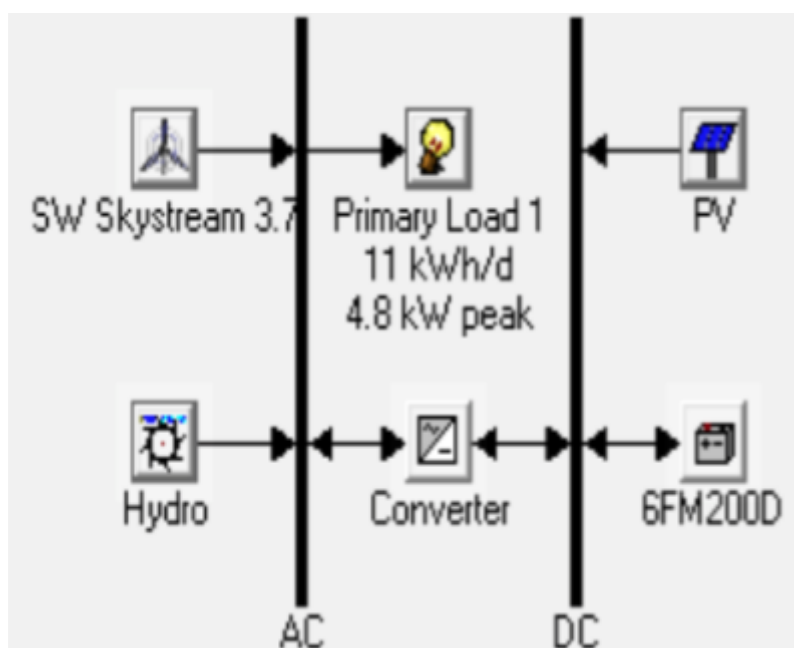 SW Skystream 3.7
Primary Load 1
11 kWh/d
4.8 kW peak
PV
Hydro
Converter
6FM200D
AC
DC